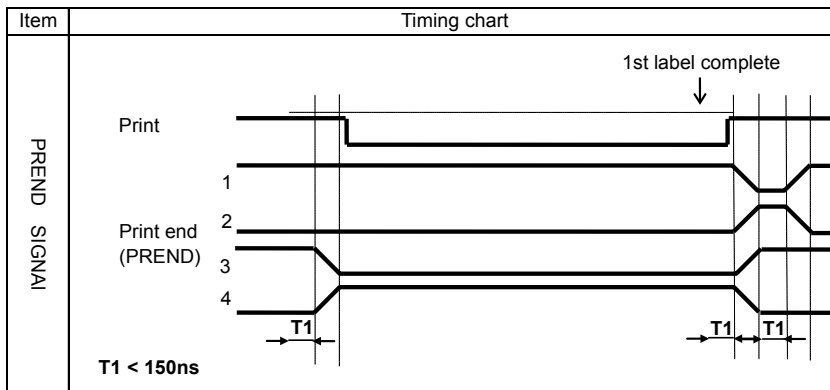 Item Timing chart
1st label complete
Print
1
2
Print end
(PREND)
3
4
T1 T1 T1
T1 < 150ns
PREND SIGNAI